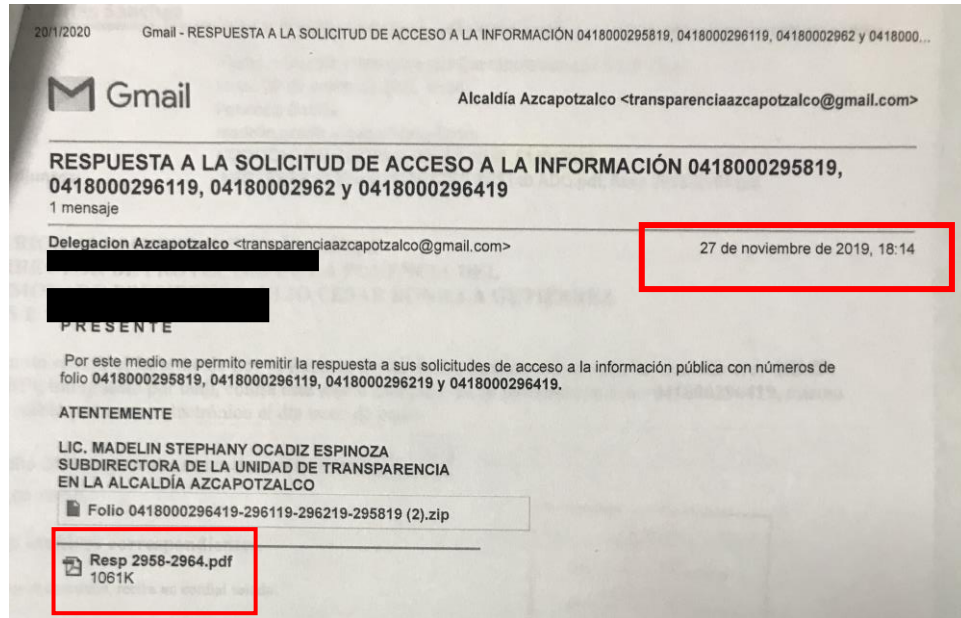 20/1/2020 Gmail - RESPUESTA A LA SOLICITUD DE ACCESO A LA INFORMACIÓN 0418000295819, 0418000296119, 04180002962 y 0418000...
Gmail Alcaldía Azcapotzalco <transparenciaazcapotzalco@gmail.com>
RESPUESTA A LA SOLICITUD DE ACCESO A LA INFORMACIÓN 0418000295819,
0418000296119, 04180002962 y 0418000296419
1 mensaje
Delegacion Azcapotzalco <transparenciaazcapotzalco@gmail.com> 27 de noviembre de 2019, 18:14
PRESENTE
Por este medio me permito remitir la respuesta a sus solicitudes de acceso a la información pública con números de
folio 0418000295819, 0418000296119, 0418000296219 y 0418000296419.
ATENTEMENTE
LIC. MADELIN STEPHANY OCADIZ ESPINOZA
SUBDIRECTORA DE LA UNIDAD DE TRANSPARENCIA
EN LA ALCALDÍA AZCAPOTZALCO
Folio 0418000296419-296119-296219-295819 (2).zip
Resp 2958-2964.pdf
1061K